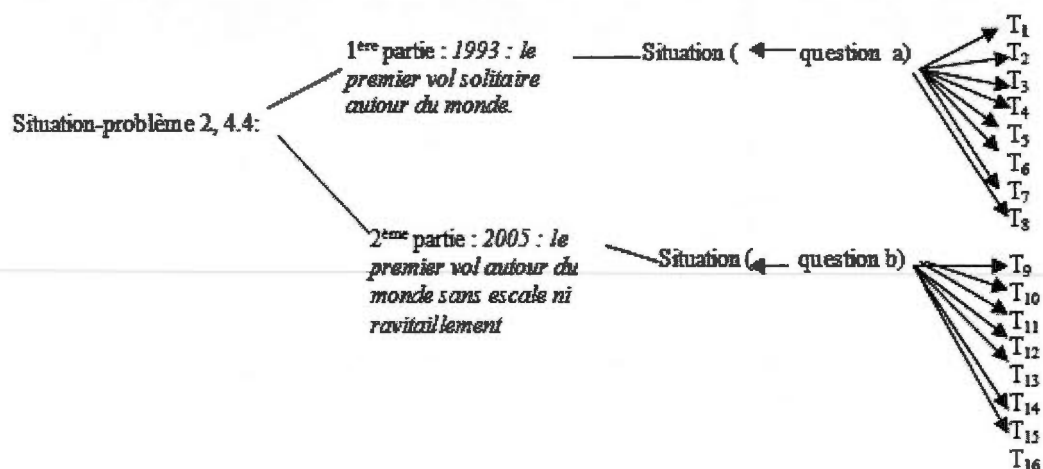 Situation-problème 2, 4.4:
1ère partie : 1993 : le
premier vol solitaire
autour du monde.
Situation ( question a)
T1
T2
T3
T4
T5
T6
T7
T8
2ème partie : 2005 : le
premier vol autour du
monde sans escale ni
ravitaillement
Situation ( question b)
T9
T10
T11
T12
T13
T14
T15
T16